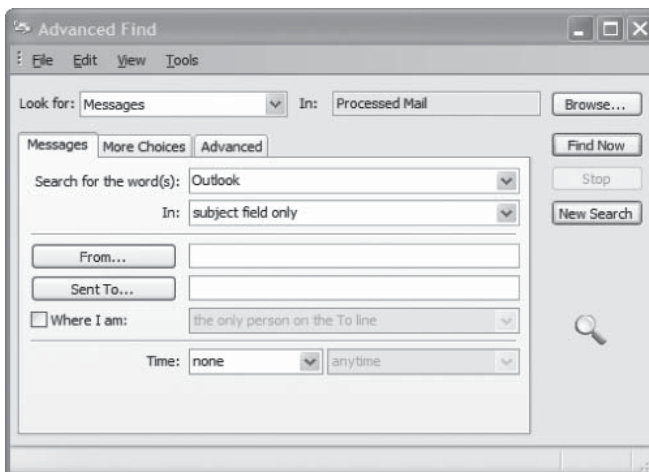 Advanced Find
File Edit View Tools
Look for: Messages In: Processed Mail Browse...
Messages More Choices Advanced Find Now
Search for the word(s): Outlook Stop
In: subject field only New Search
From...
Sent To...
Where I am: the only person on the To line
Time: none anytime